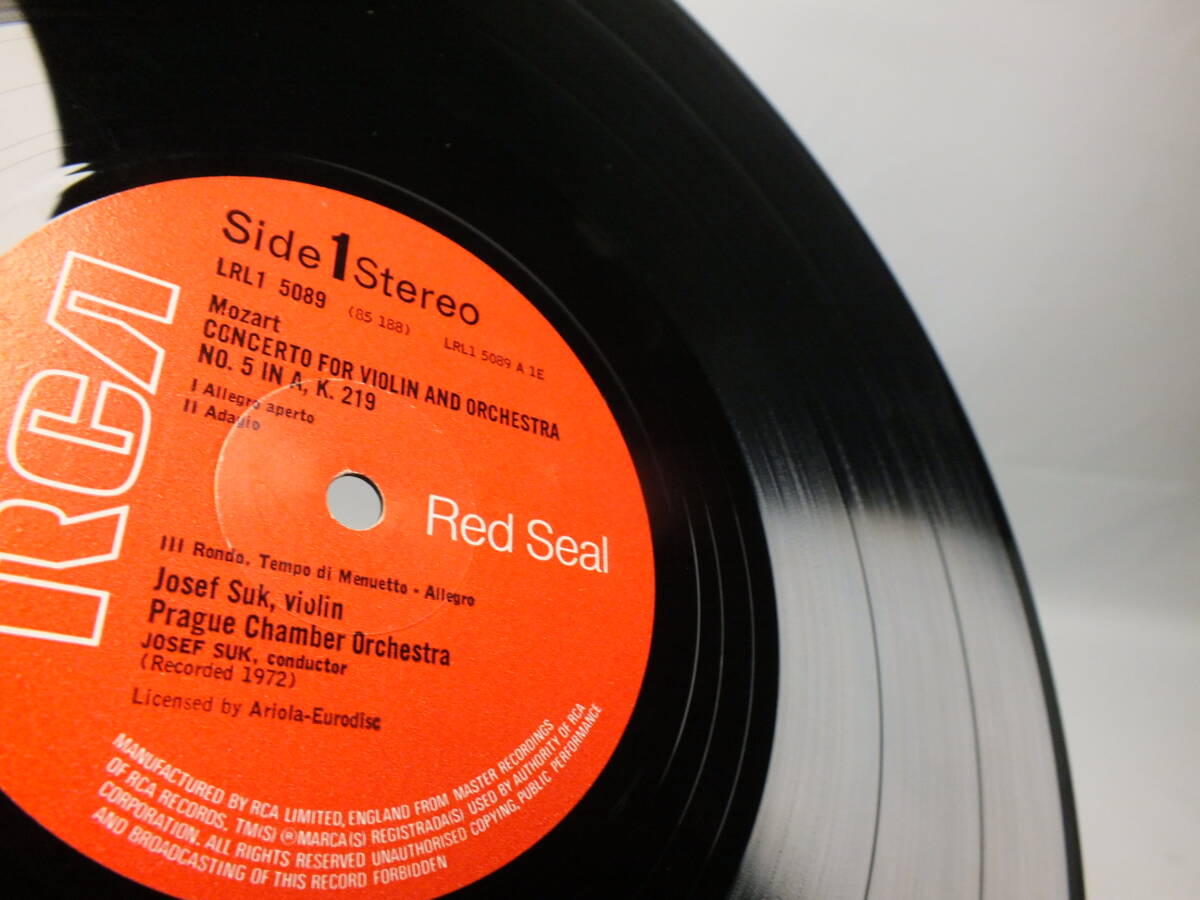 Side 1 Stereo
LRL1 5089 (85 188) LRL1 5089 A 1E
Mozart
CONCERTO FOR VIOLIN AND ORCHESTRA
NO. 5 IN A, K. 219
I Allegro aperto
II Adagio
RCA
Red Seal
III Rondo, Tempo di Menuetto - Allegro
Josef Suk, violin
Prague Chamber Orchestra
JOSEF SUK, conductor
(Recorded 1972)
Licensed by Ariola-Eurodisc
MANUFACTURED BY RCA LIMITED, ENGLAND FROM MASTER RECORDINGS
OF RCA RECORDS. TM(S) ® MARCA(S) REGISTRADA(S) USED BY AUTHORITY OF RCA
CORPORATION. ALL RIGHTS RESERVED UNAUTHORISED COPYING, PUBLIC PERFORMANCE
AND BROADCASTING OF THIS RECORD FORBIDDEN